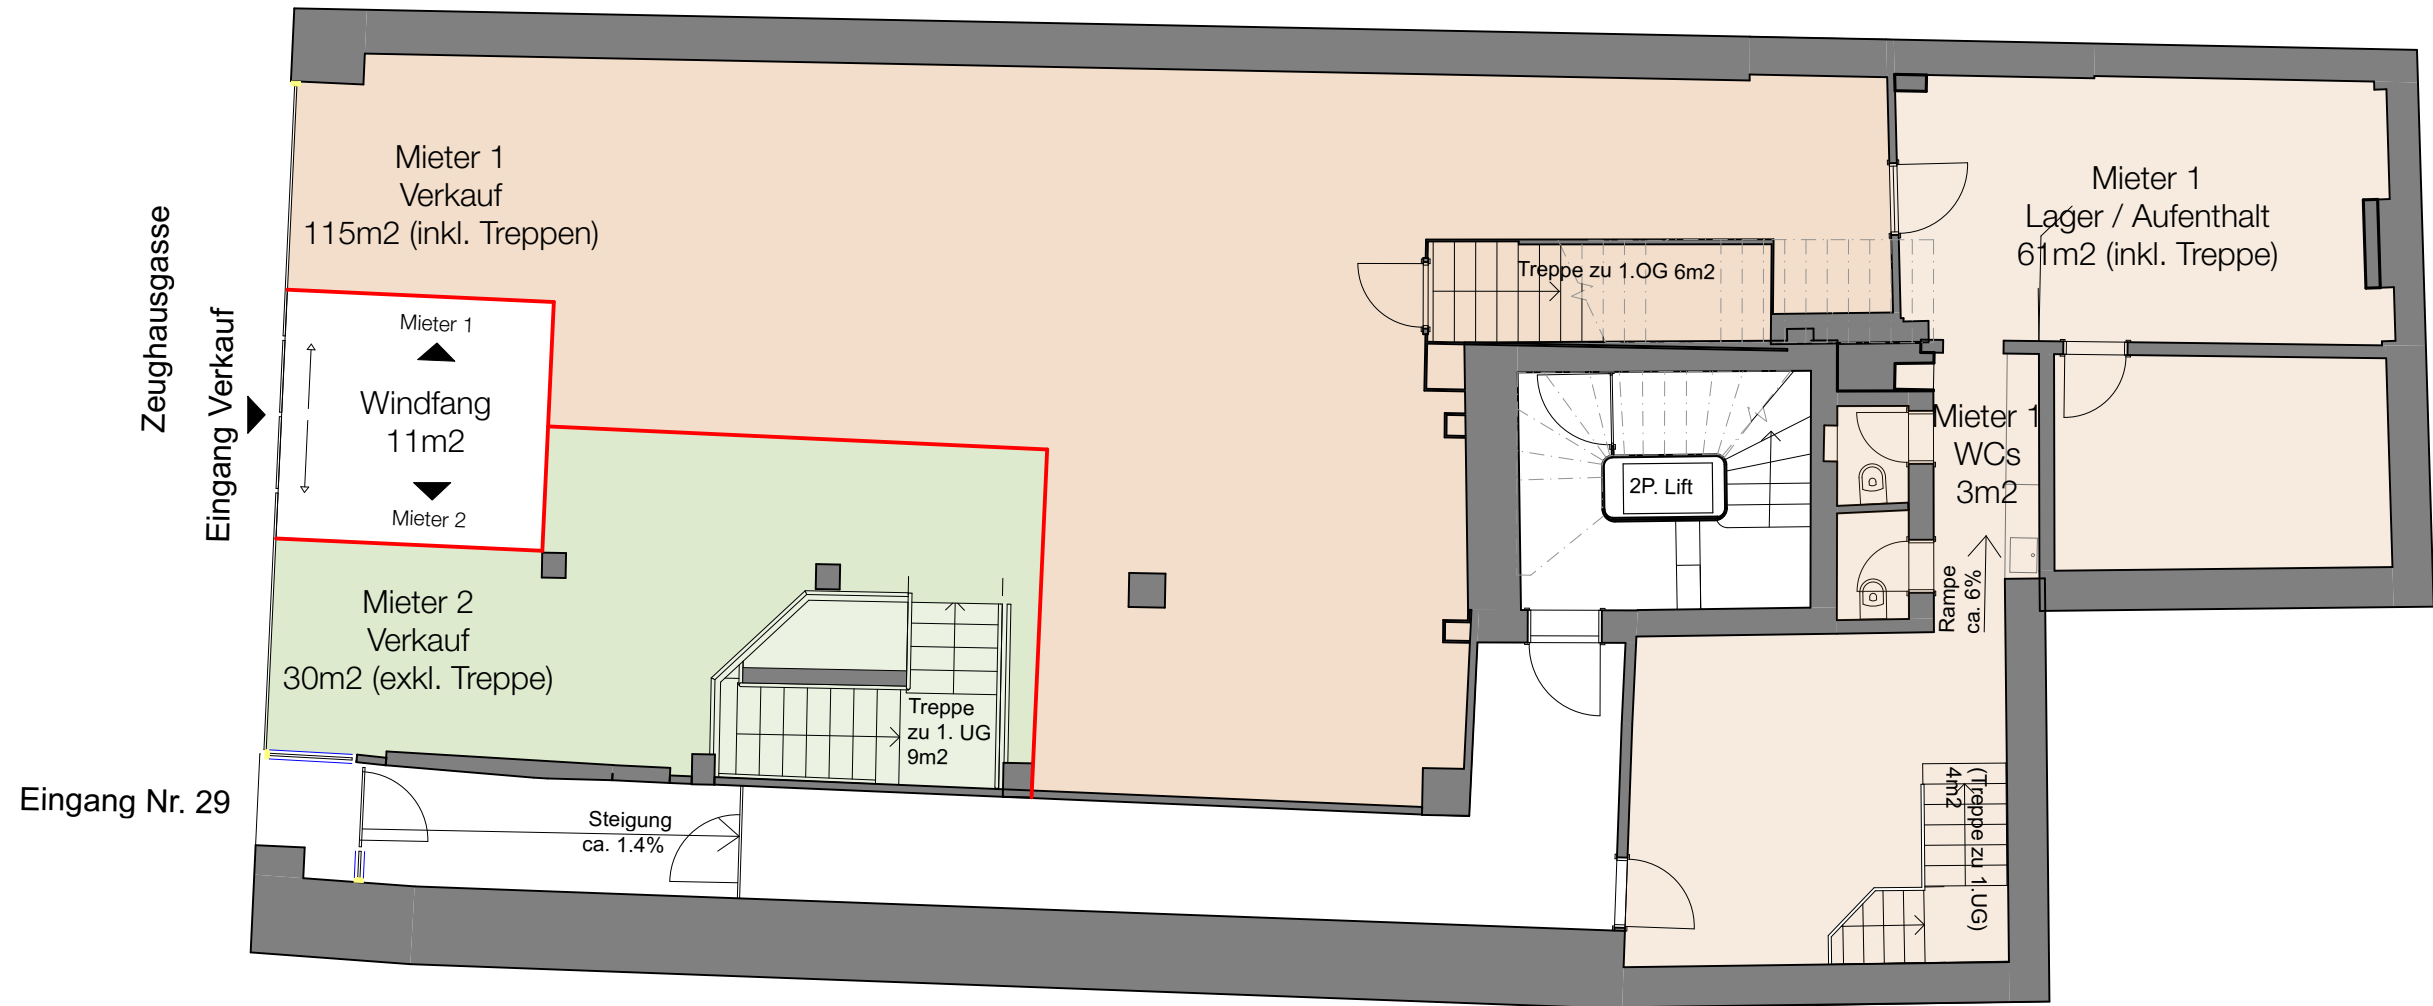 Zeughausgasse
Eingang Verkauf
Mieter 1
Verkauf
115m2 (inkl. Treppen)
Mieter 1
Windfang
11m2
Mieter 2
Mieter 2
Verkauf
30m2 (exkl. Treppe)
Treppe
zu 1. UG
9m2
Eingang Nr. 29
Steigung
ca. 1.4%
Treppe zu 1.OG 6m2
2P. Lift
Mieter 1
Lager / Aufenthalt
61m2 (inkl. Treppe)
Mieter 1
WCs
3m2
Rampe
ca. 6%
(Treppe zu 1.UG)
4m2